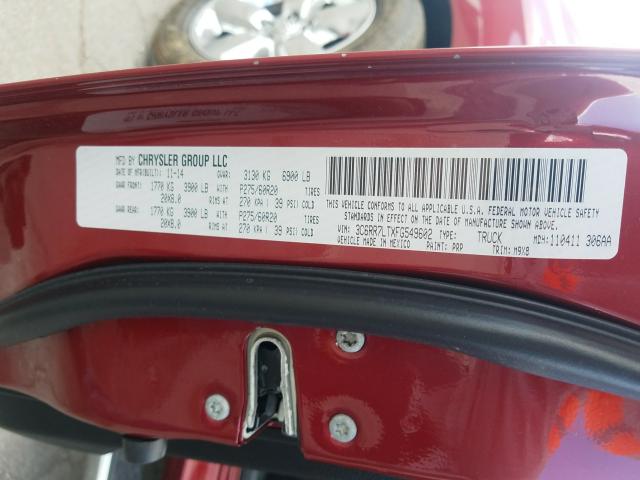 MFD BY CHRYSLER GROUP LLC
DATE OF MFR(BUILT): 11-14 GVWR: 3130 KG 6900 LB
GAWR FRONT: 1770 KG 3900 LB P275/60R20 TIRES
20X8.0 RIMS AT 270 KPA / 39 PSI COLD
GAWR REAR: 1770 KG 3900 LB P275/60R20 TIRES
20X8.0 RIMS AT 270 KPA / 39 PSI COLD
THIS VEHICLE CONFORMS TO ALL APPLICABLE U.S.A. FEDERAL MOTOR VEHICLE SAFETY
STANDARDS IN EFFECT ON THE DATE OF MANUFACTURE SHOWN ABOVE.
VIN: 3C6RR7LTXFG549602 TYPE: TRUCK MDH: 110411 306AA
VEHICLE MADE IN MEXICO PAINT: PRP TRIM: M9X8